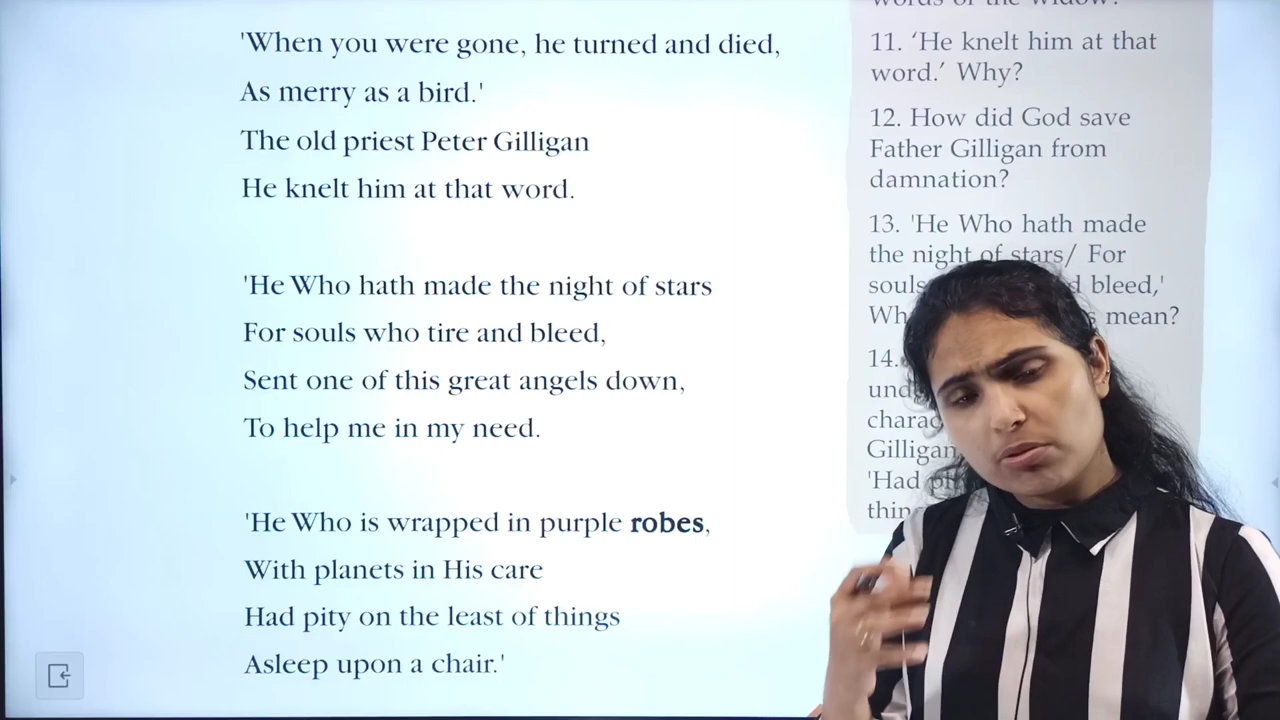 'When you were gone, he turned and died,
As merry as a bird.'
The old priest Peter Gilligan
He knelt him at that word.
'He Who hath made the night of stars
For souls who tire and bleed,
Sent one of this great angels down,
To help me in my need.
'He Who is wrapped in purple robes,
With planets in His care
Had pity on the least of things
Asleep upon a chair.'
words of the widow?
11. ‘He knelt him at that
word.’ Why?
12. How did God save
Father Gilligan from
damnation?
13. 'He Who hath made
the night of stars/ For
souls bleed,'
mean?
14.
Gilligan
'Had